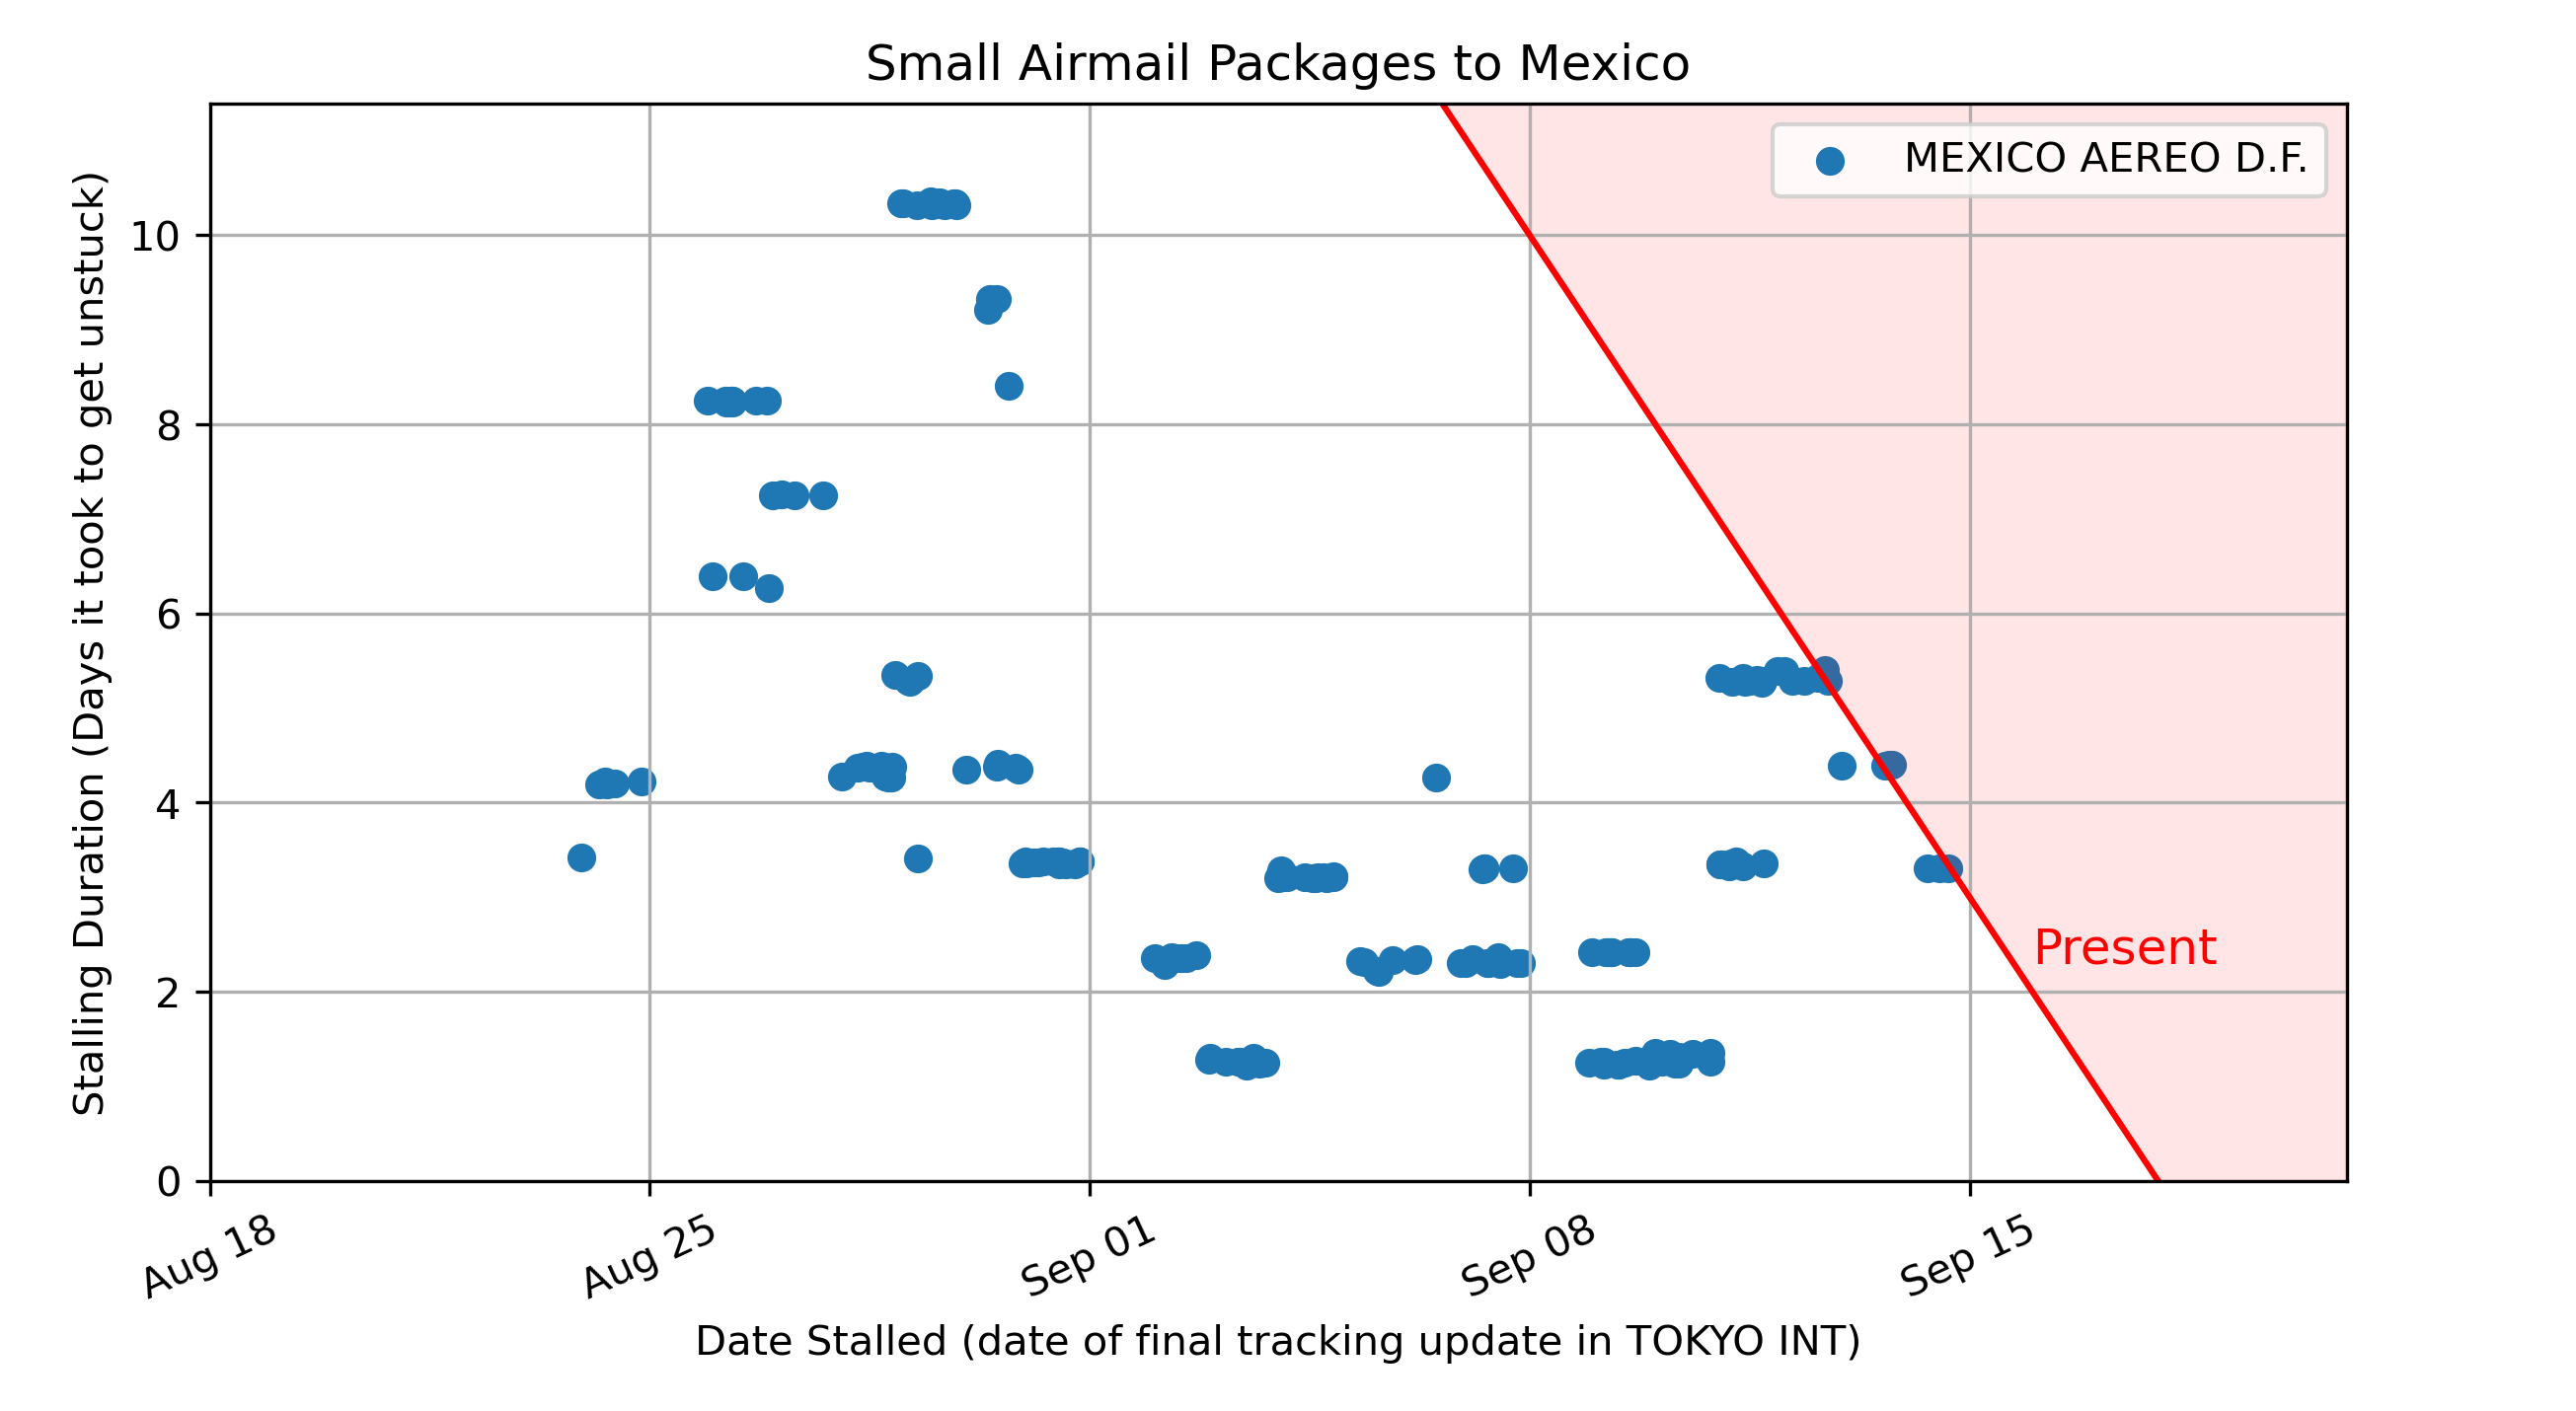 Small Airmail Packages to Mexico
MEXICO AEREO D.F.
Stalling Duration (Days it took to get unstuck)
10
8
6
4
2
0
Present
Aug 18
Aug 25
Sep 01
Sep 08
Sep 15
Date Stalled (date of final tracking update in TOKYO INT)